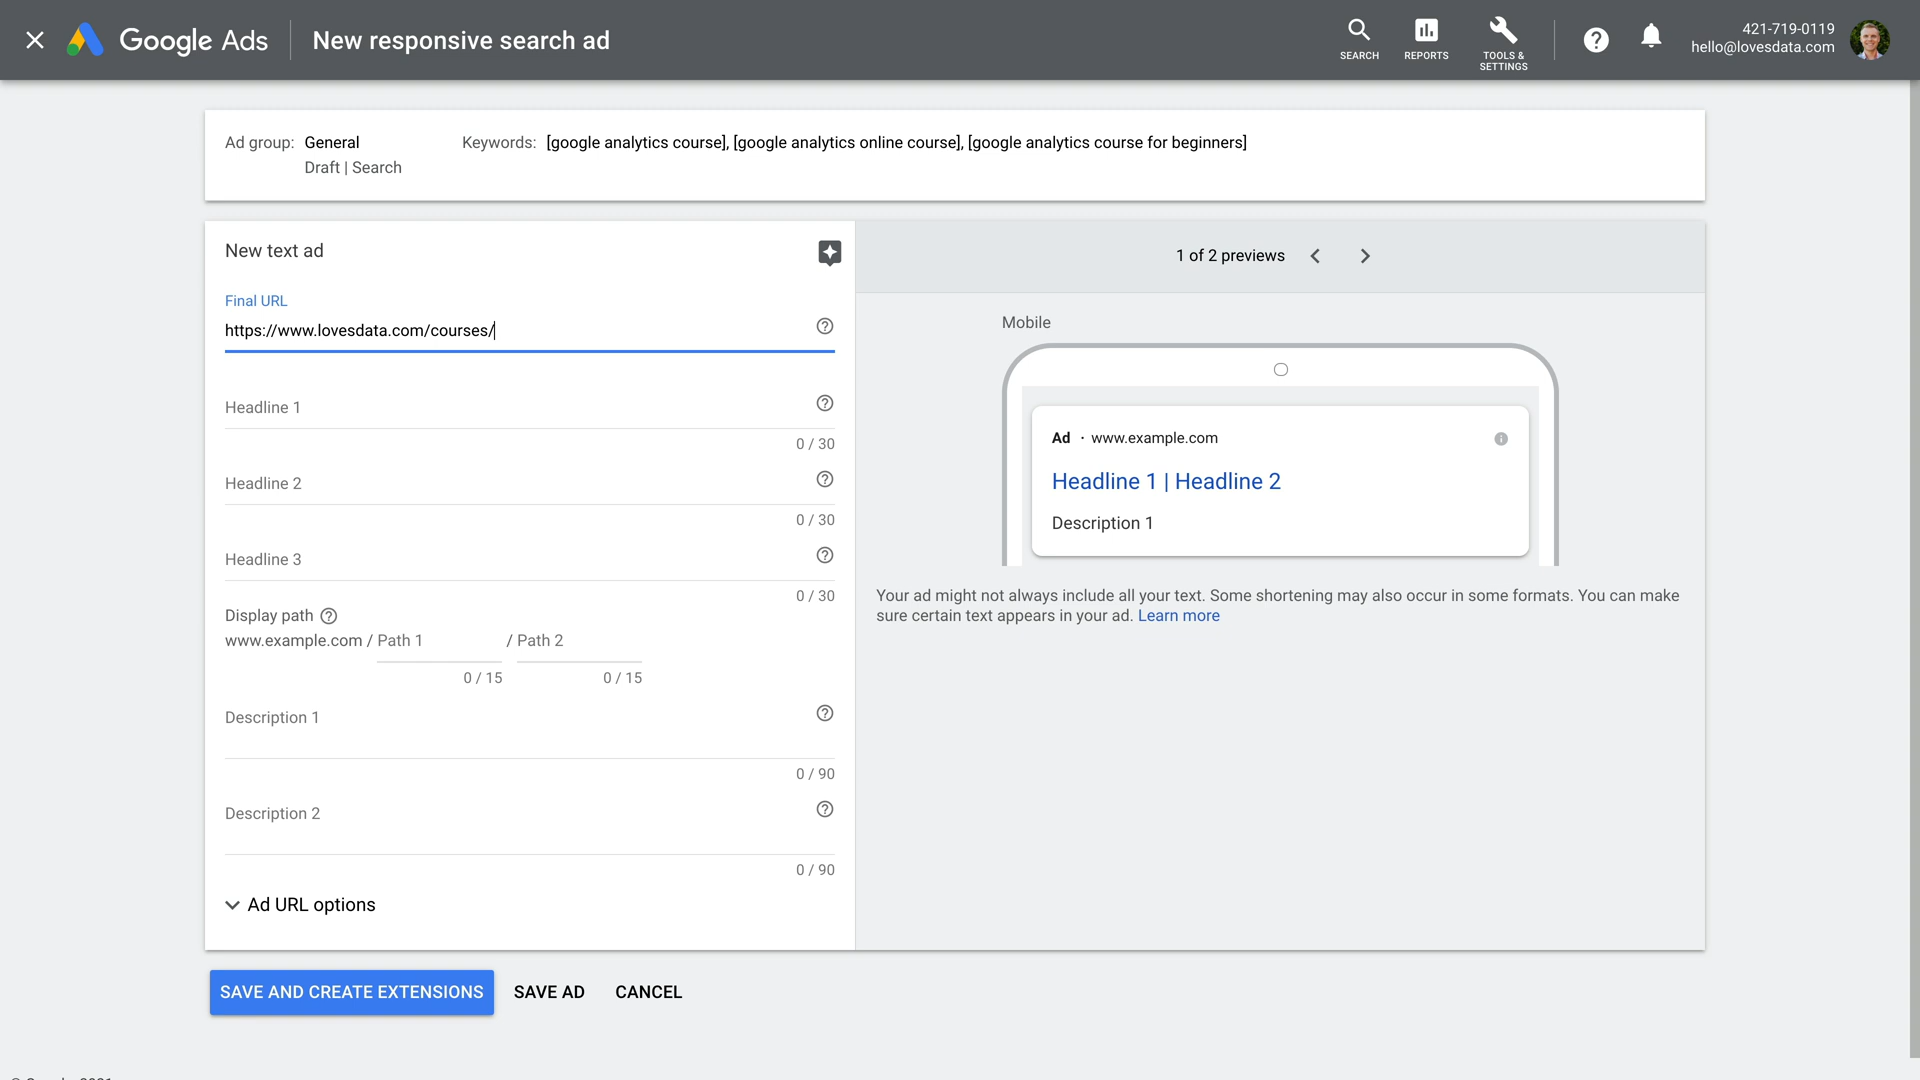 Google Ads
New responsive search ad
SEARCH
REPORTS
TOOLS &
SETTINGS
421-719-0119
hello@lovesdata.com
Ad group: General
Draft | Search
Keywords: [google analytics course], [google analytics online course], [google analytics course for beginners]
New text ad
Final URL
https://www.lovesdata.com/courses/
Headline 1
0 / 30
Headline 2
0 / 30
Headline 3
0 / 30
Display path
www.example.com / Path 1 / Path 2
0 / 15 0 / 15
Description 1
0 / 90
Description 2
0 / 90
Ad URL options
1 of 2 previews
Mobile
Ad · www.example.com
Headline 1 | Headline 2
Description 1
Your ad might not always include all your text. Some shortening may also occur in some formats. You can make
sure certain text appears in your ad. Learn more
SAVE AND CREATE EXTENSIONS SAVE AD CANCEL